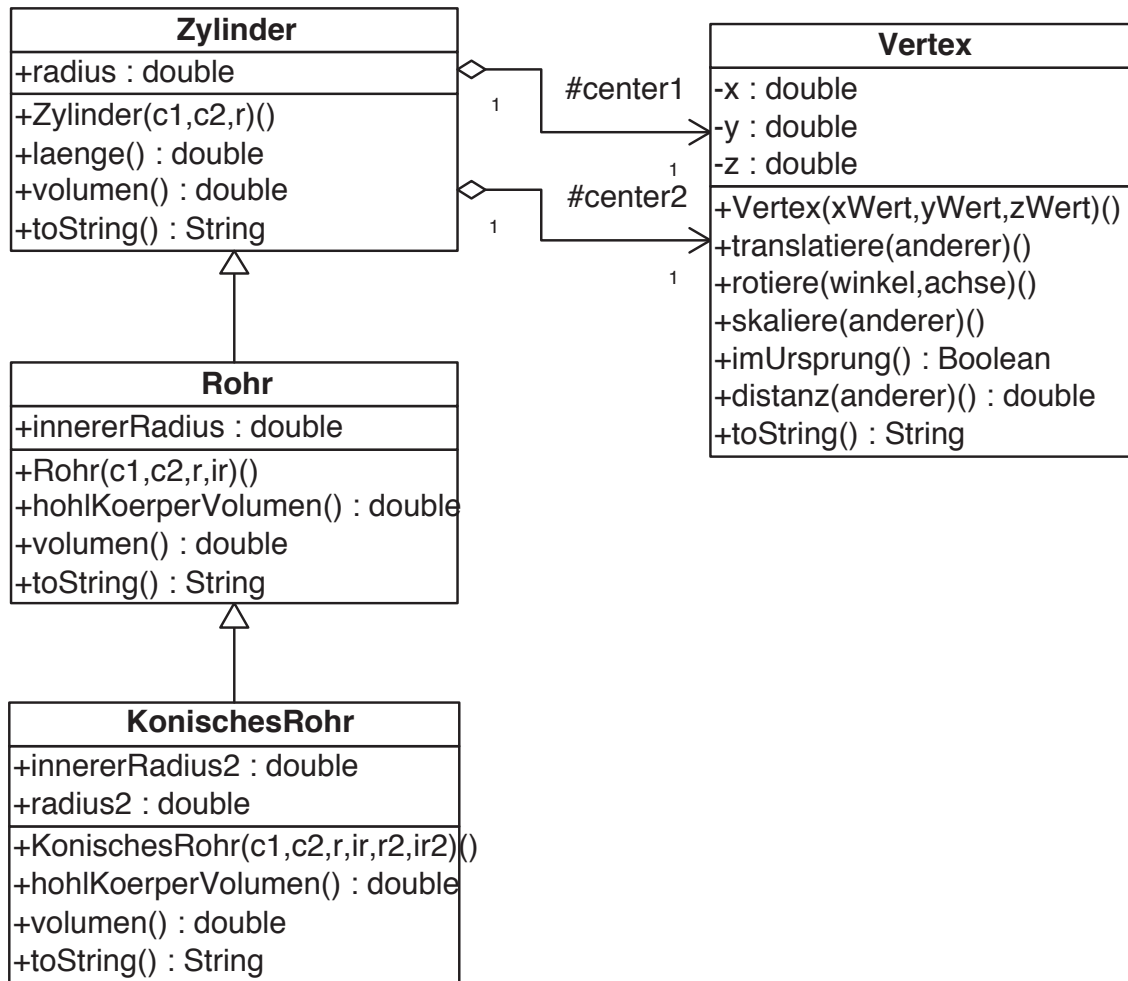 Zylinder
+radius : double
+Zylinder(c1,c2,r)()
+laenge() : double
+volumen() : double
+toString() : String
1
#center1
1
1
#center2
1
Vertex
-x : double
-y : double
-z : double
+Vertex(xWert,yWert,zWert)()
+translatiere(anderer)()
+rotiere(winkel,achse)()
+skaliere(anderer)()
+imUrsprung() : Boolean
+distanz(anderer)() : double
+toString() : String
Rohr
+innererRadius : double
+Rohr(c1,c2,r,ir)()
+hohlKoerperVolumen() : double
+volumen() : double
+toString() : String
KonischesRohr
+innererRadius2 : double
+radius2 : double
+KonischesRohr(c1,c2,r,ir,r2,ir2)()
+hohlKoerperVolumen() : double
+volumen() : double
+toString() : String